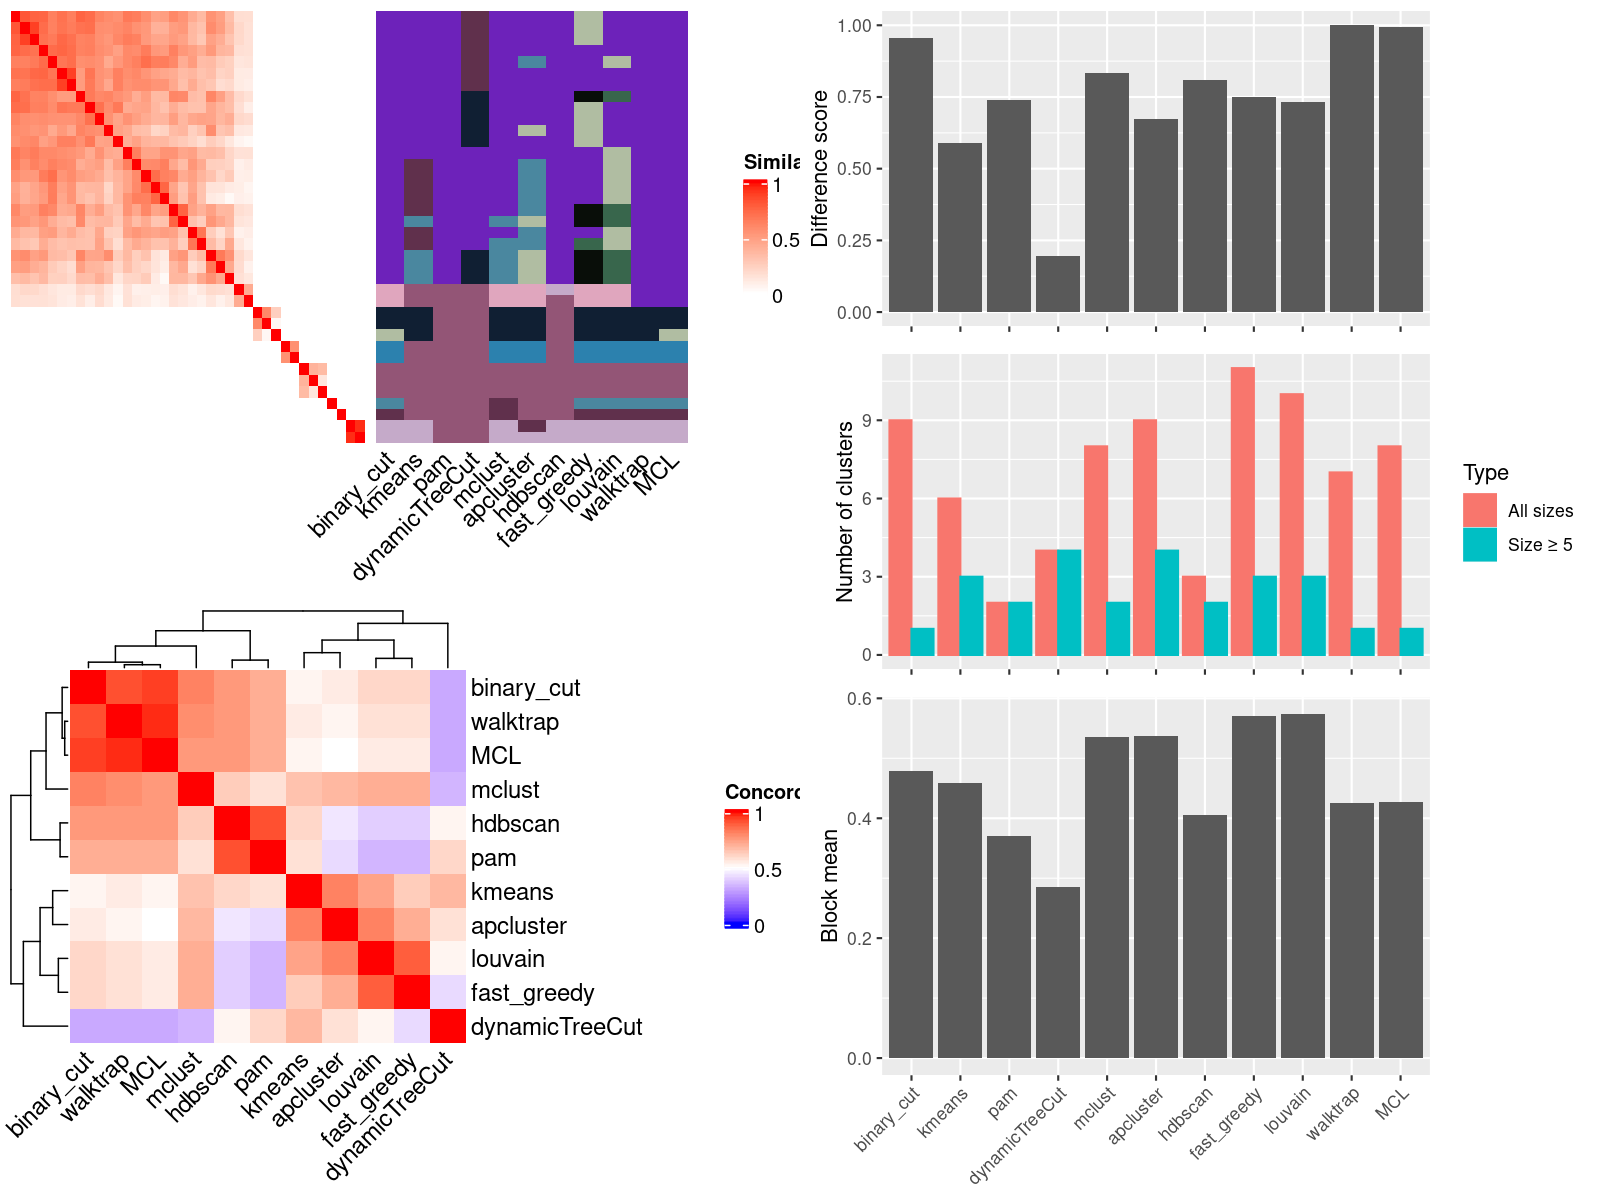 Simila
1
0.5
0
binary_cut
kmeans
pam
dynamicTreeCut
mclust
apcluster
hdbscan
fast_greedy
louvain
walktrap
MCL
binary_cut
walktrap
MCL
mclust
hdbscan
pam
kmeans
apcluster
louvain
fast_greedy
dynamicTreeCut
binary_cut
walktrap
MCL
mclust
hdbscan
pam
kmeans
apcluster
louvain
fast_greedy
dynamicTreeCut
Concord
1
0.5
0
Difference score
1.00
0.75
0.50
0.25
0.00
Number of clusters
9
6
3
0
Type
All sizes
Size ≥ 5
Block mean
0.6
0.4
0.2
0.0
binary_cut
kmeans
pam
dynamicTreeCut
mclust
apcluster
hdbscan
fast_greedy
louvain
walktrap
MCL